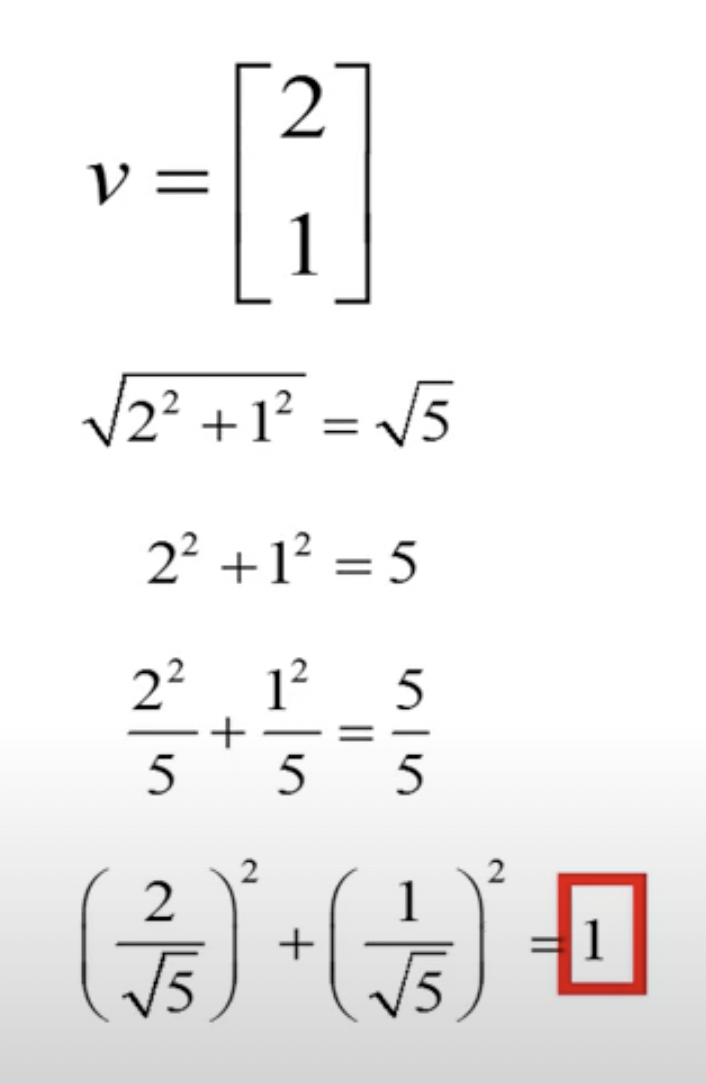 v = [2
1]
√(2² + 1²) = √5
2² + 1² = 5
2²/5 + 1²/5 = 5/5
(2/√5)² + (1/√5)² = 1